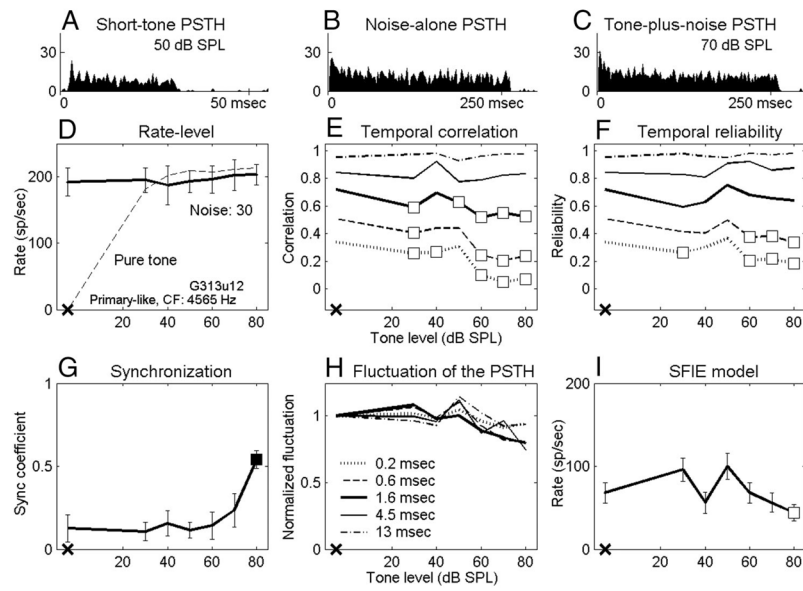 A Short-tone PSTH
50 dB SPL
30
0
0 50 msec
B Noise-alone PSTH
30
0
0 250 msec
C Tone-plus-noise PSTH
70 dB SPL
30
0
0 250 msec
D Rate-level
Rate (sp/sec)
200
100
0
Noise: 30
Pure tone
G313u12
Primary-like, CF: 4565 Hz
20 40 60 80
E Temporal correlation
Correlation
1
0.8
0.6
0.4
0.2
0
20 40 60 80
Tone level (dB SPL)
F Temporal reliability
Reliability
1
0.8
0.6
0.4
0.2
0
20 40 60 80
G Synchronization
Sync coefficient
1
0.5
0
20 40 60 80
H Fluctuation of the PSTH
Normalized fluctuation
1
0.5
0
0.2 msec
0.6 msec
1.6 msec
4.5 msec
13 msec
20 40 60 80
Tone level (dB SPL)
I SFIE model
Rate (sp/sec)
200
100
0
20 40 60 80